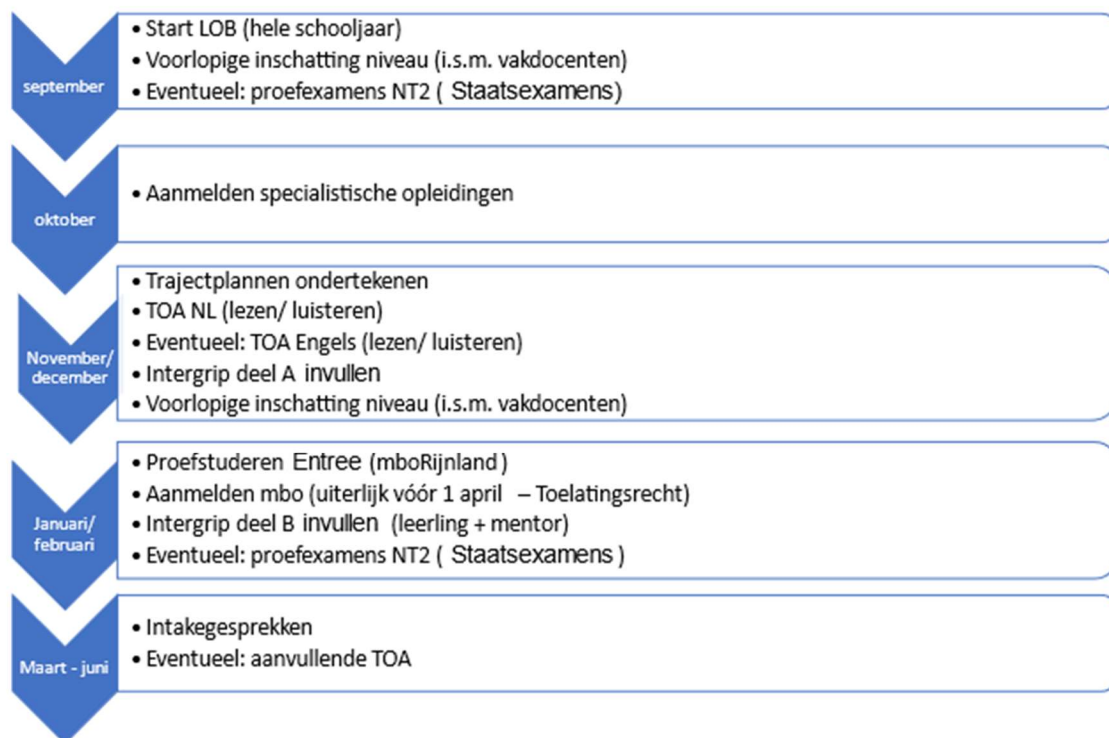 september
• Start LOB (hele schooljaar)
• Voorlopige inschatting niveau (i.s.m. vakdocenten)
• Eventueel: proefexamens NT2 ( Staatsexamens)
oktober
• Aanmelden specialistische opleidingen
November/
december
• Trajectplannen ondertekenen
• TOA NL (lezen/ luisteren)
• Eventueel: TOA Engels (lezen/ luisteren)
• Intergrip deel A invullen
• Voorlopige inschatting niveau (i.s.m. vakdocenten)
Januari/
februari
• Proefstuderen Entree (mboRijnland)
• Aanmelden mbo (uiterlijk vóór 1 april – Toelatingsrecht)
• Intergrip deel B invullen (leerling + mentor)
• Eventueel: proefexamens NT2 ( Staatsexamens )
Maart - juni
• Intakegesprekken
• Eventueel: aanvullende TOA